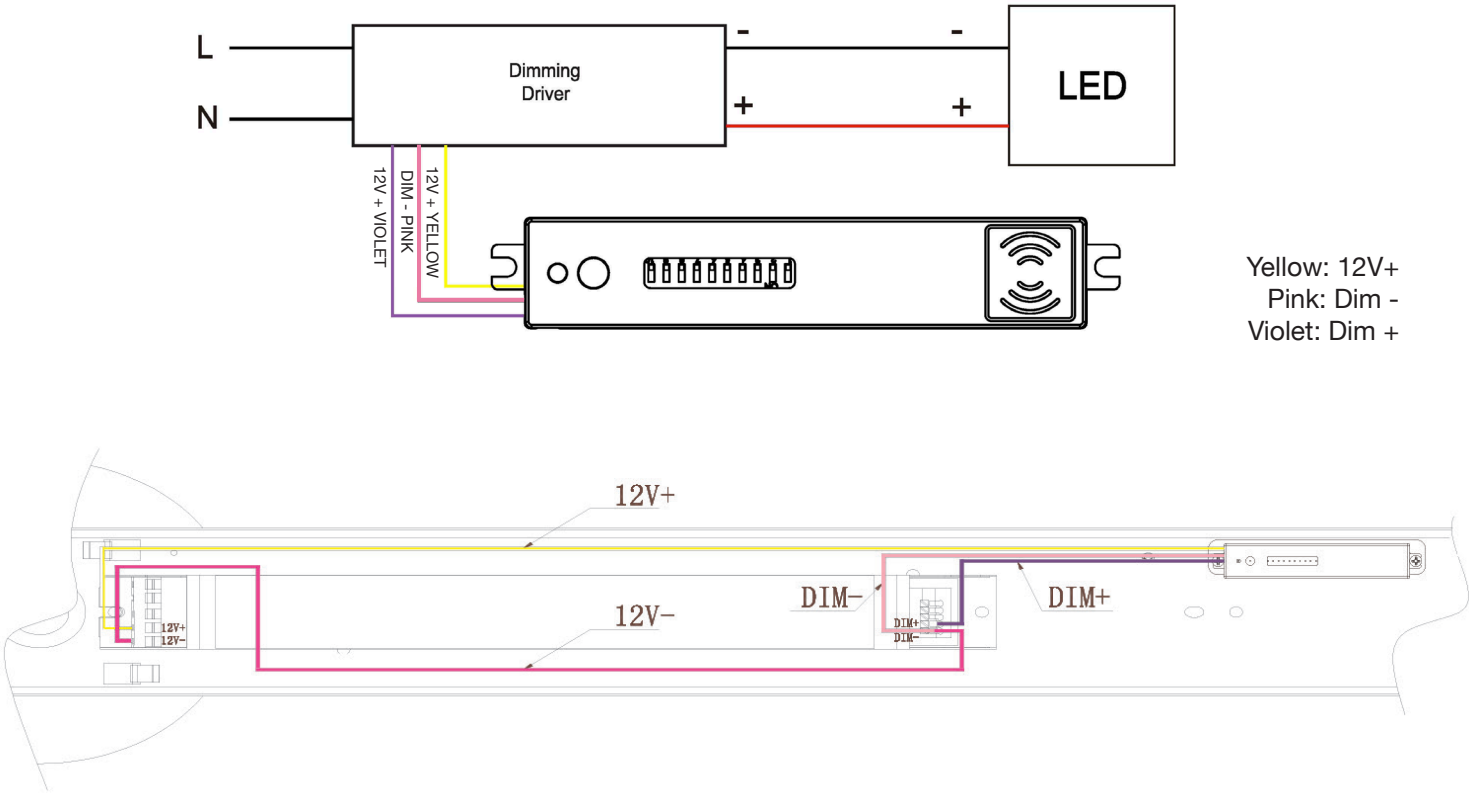 L
N
Dimming
Driver
-
+
-
+
LED
12V + VIOLET
DIM - PINK
12V + YELLOW
Yellow: 12V+
Pink: Dim -
Violet: Dim +
12V+
12V-
DIM-
DIM+
12V+
12V-
DIM+
DIM-